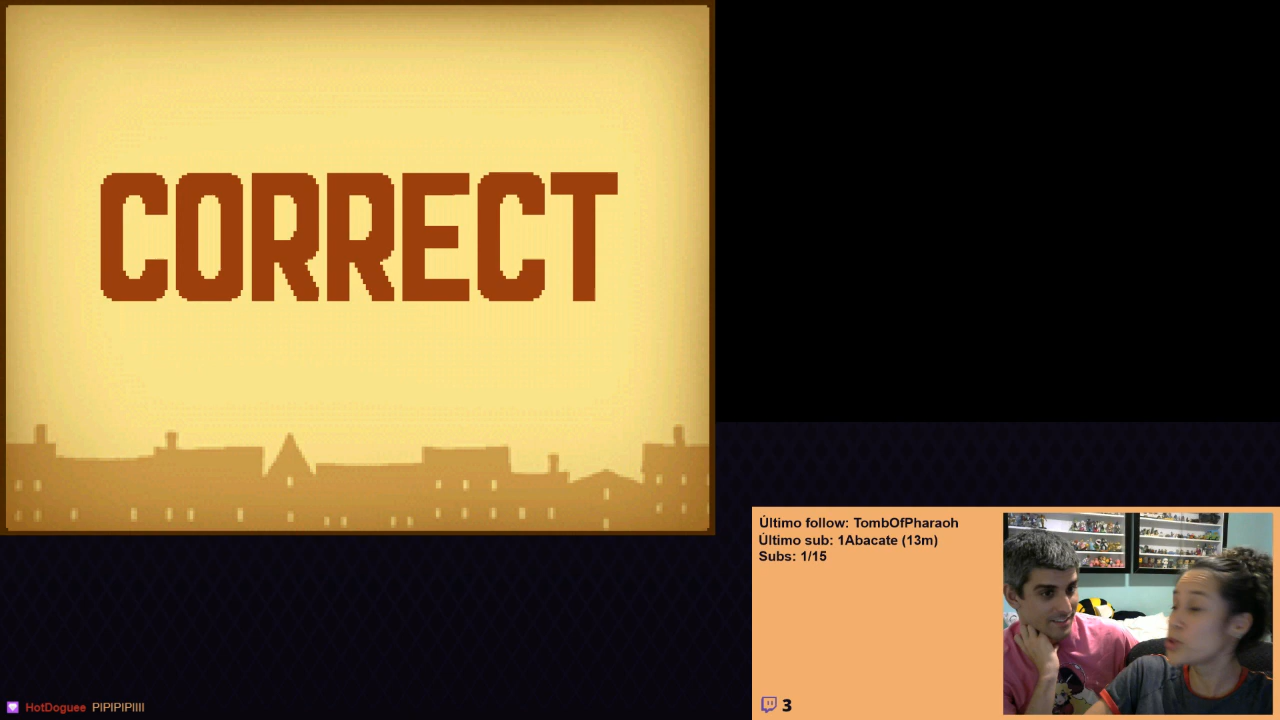 CORRECT
Último follow: TombOfPharaoh
Último sub: 1Abacate (13m)
Subs: 1/15
3
HotDoguee PIPIPIPIIII